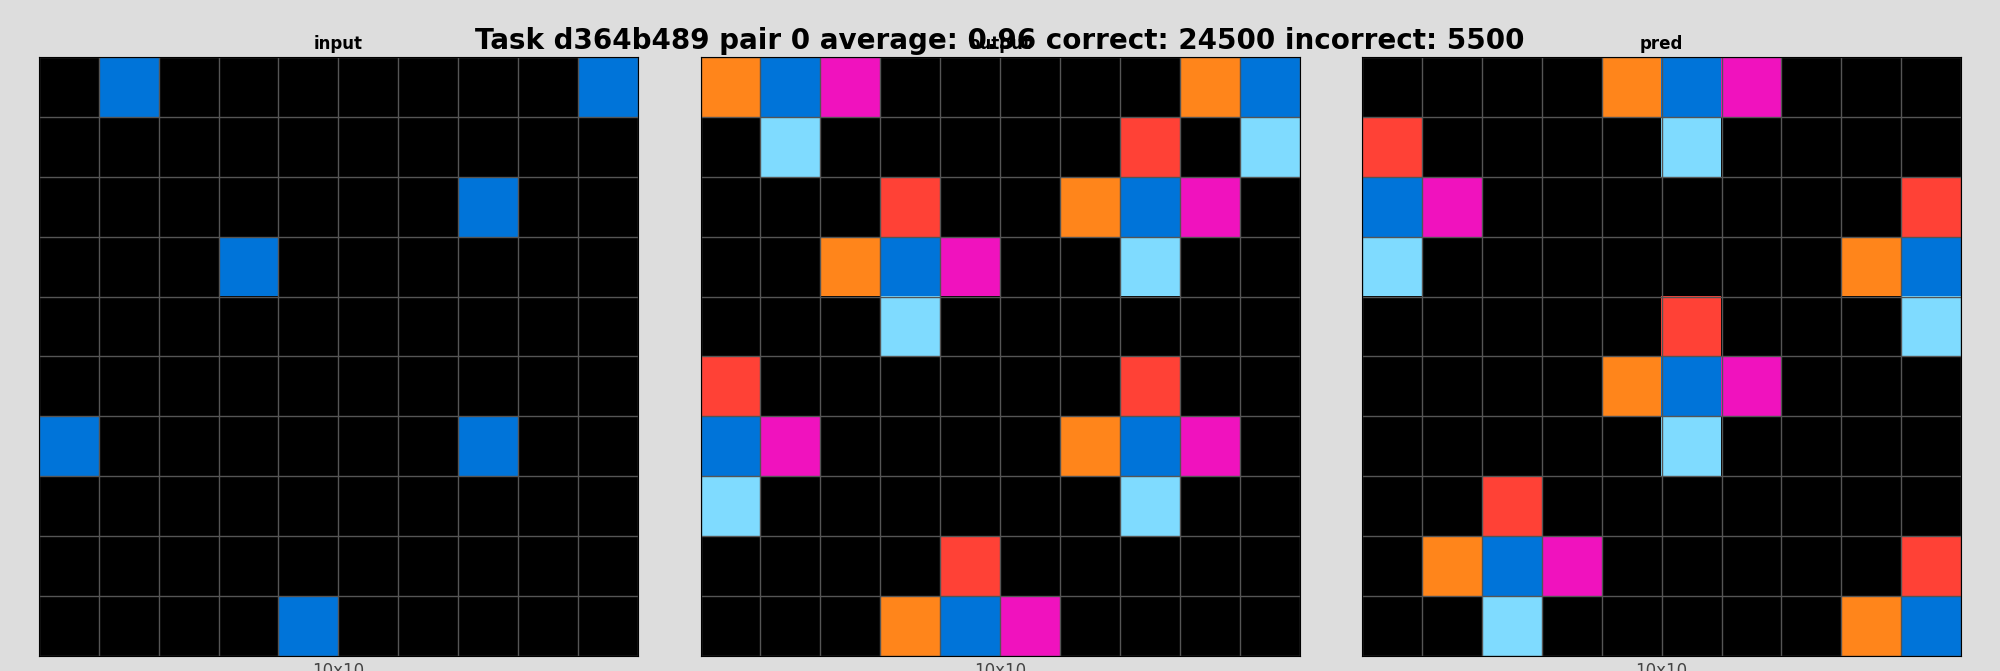 Task d364b489 pair 0 average: 0.96 correct: 24500 incorrect: 5500
input
output
pred
10x10
10x10
10x10